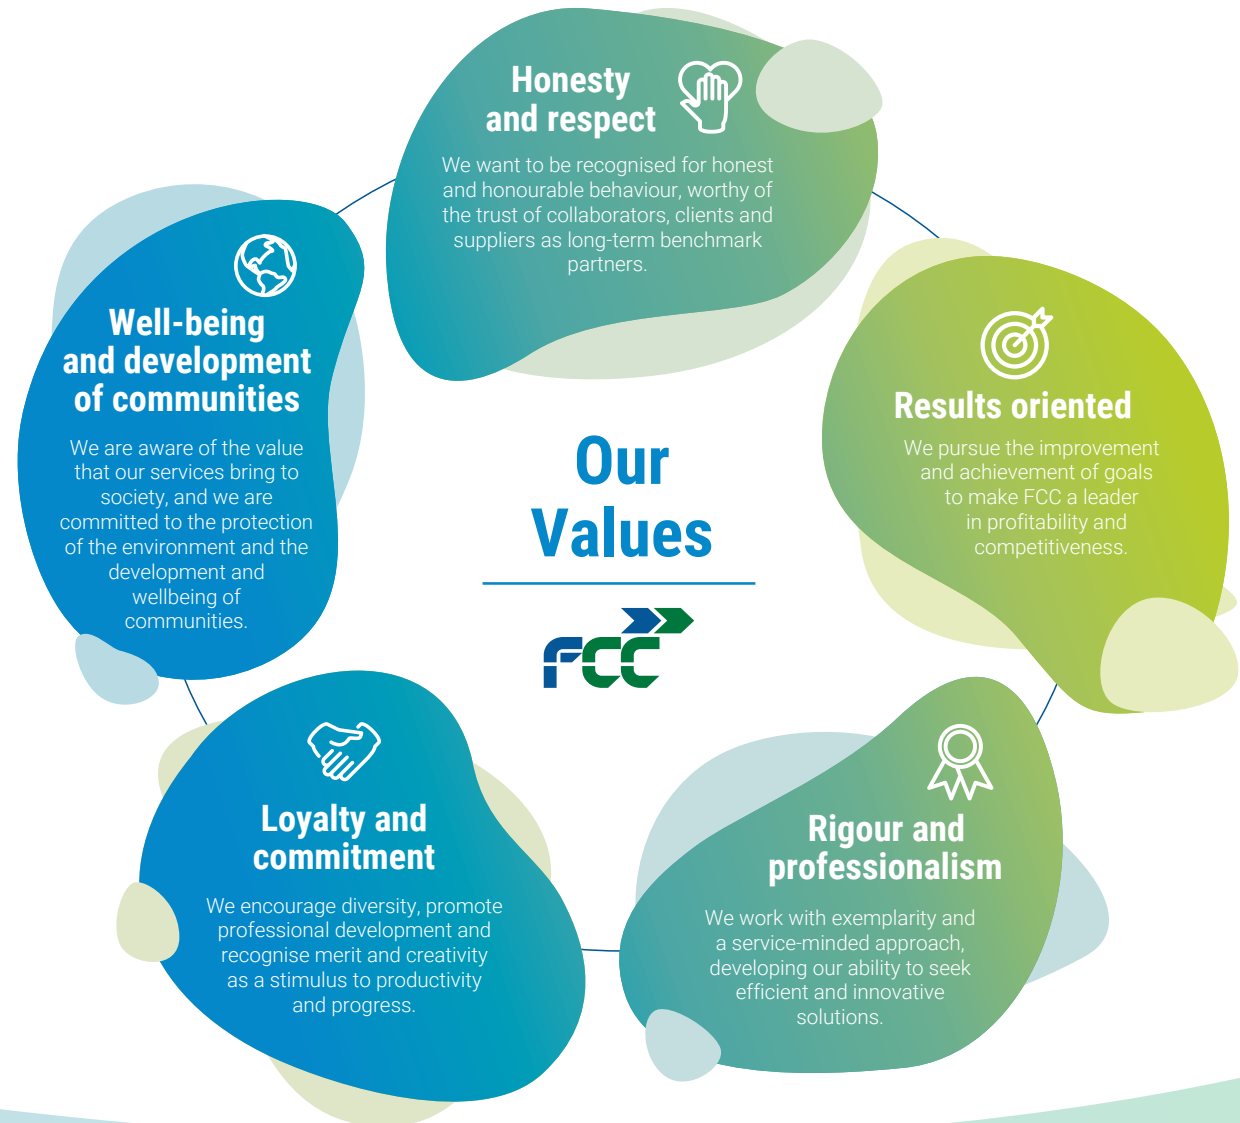 Honesty
and respect
We want to be recognised for honest
and honourable behaviour, worthy of
the trust of collaborators, clients and
suppliers as long-term benchmark
partners.
Well-being
and development
of communities
We are aware of the value
that our services bring to
society, and we are
committed to the protection
of the environment and the
development and
wellbeing of
communities.
Results oriented
We pursue the improvement
and achievement of goals
to make FCC a leader
in profitability and
competitiveness.
Our
Values
FCC
Loyalty and
commitment
We encourage diversity, promote
professional development and
recognise merit and creativity
as a stimulus to productivity
and progress.
Rigour and
professionalism
We work with exemplarity and
a service-minded approach,
developing our ability to seek
efficient and innovative
solutions.